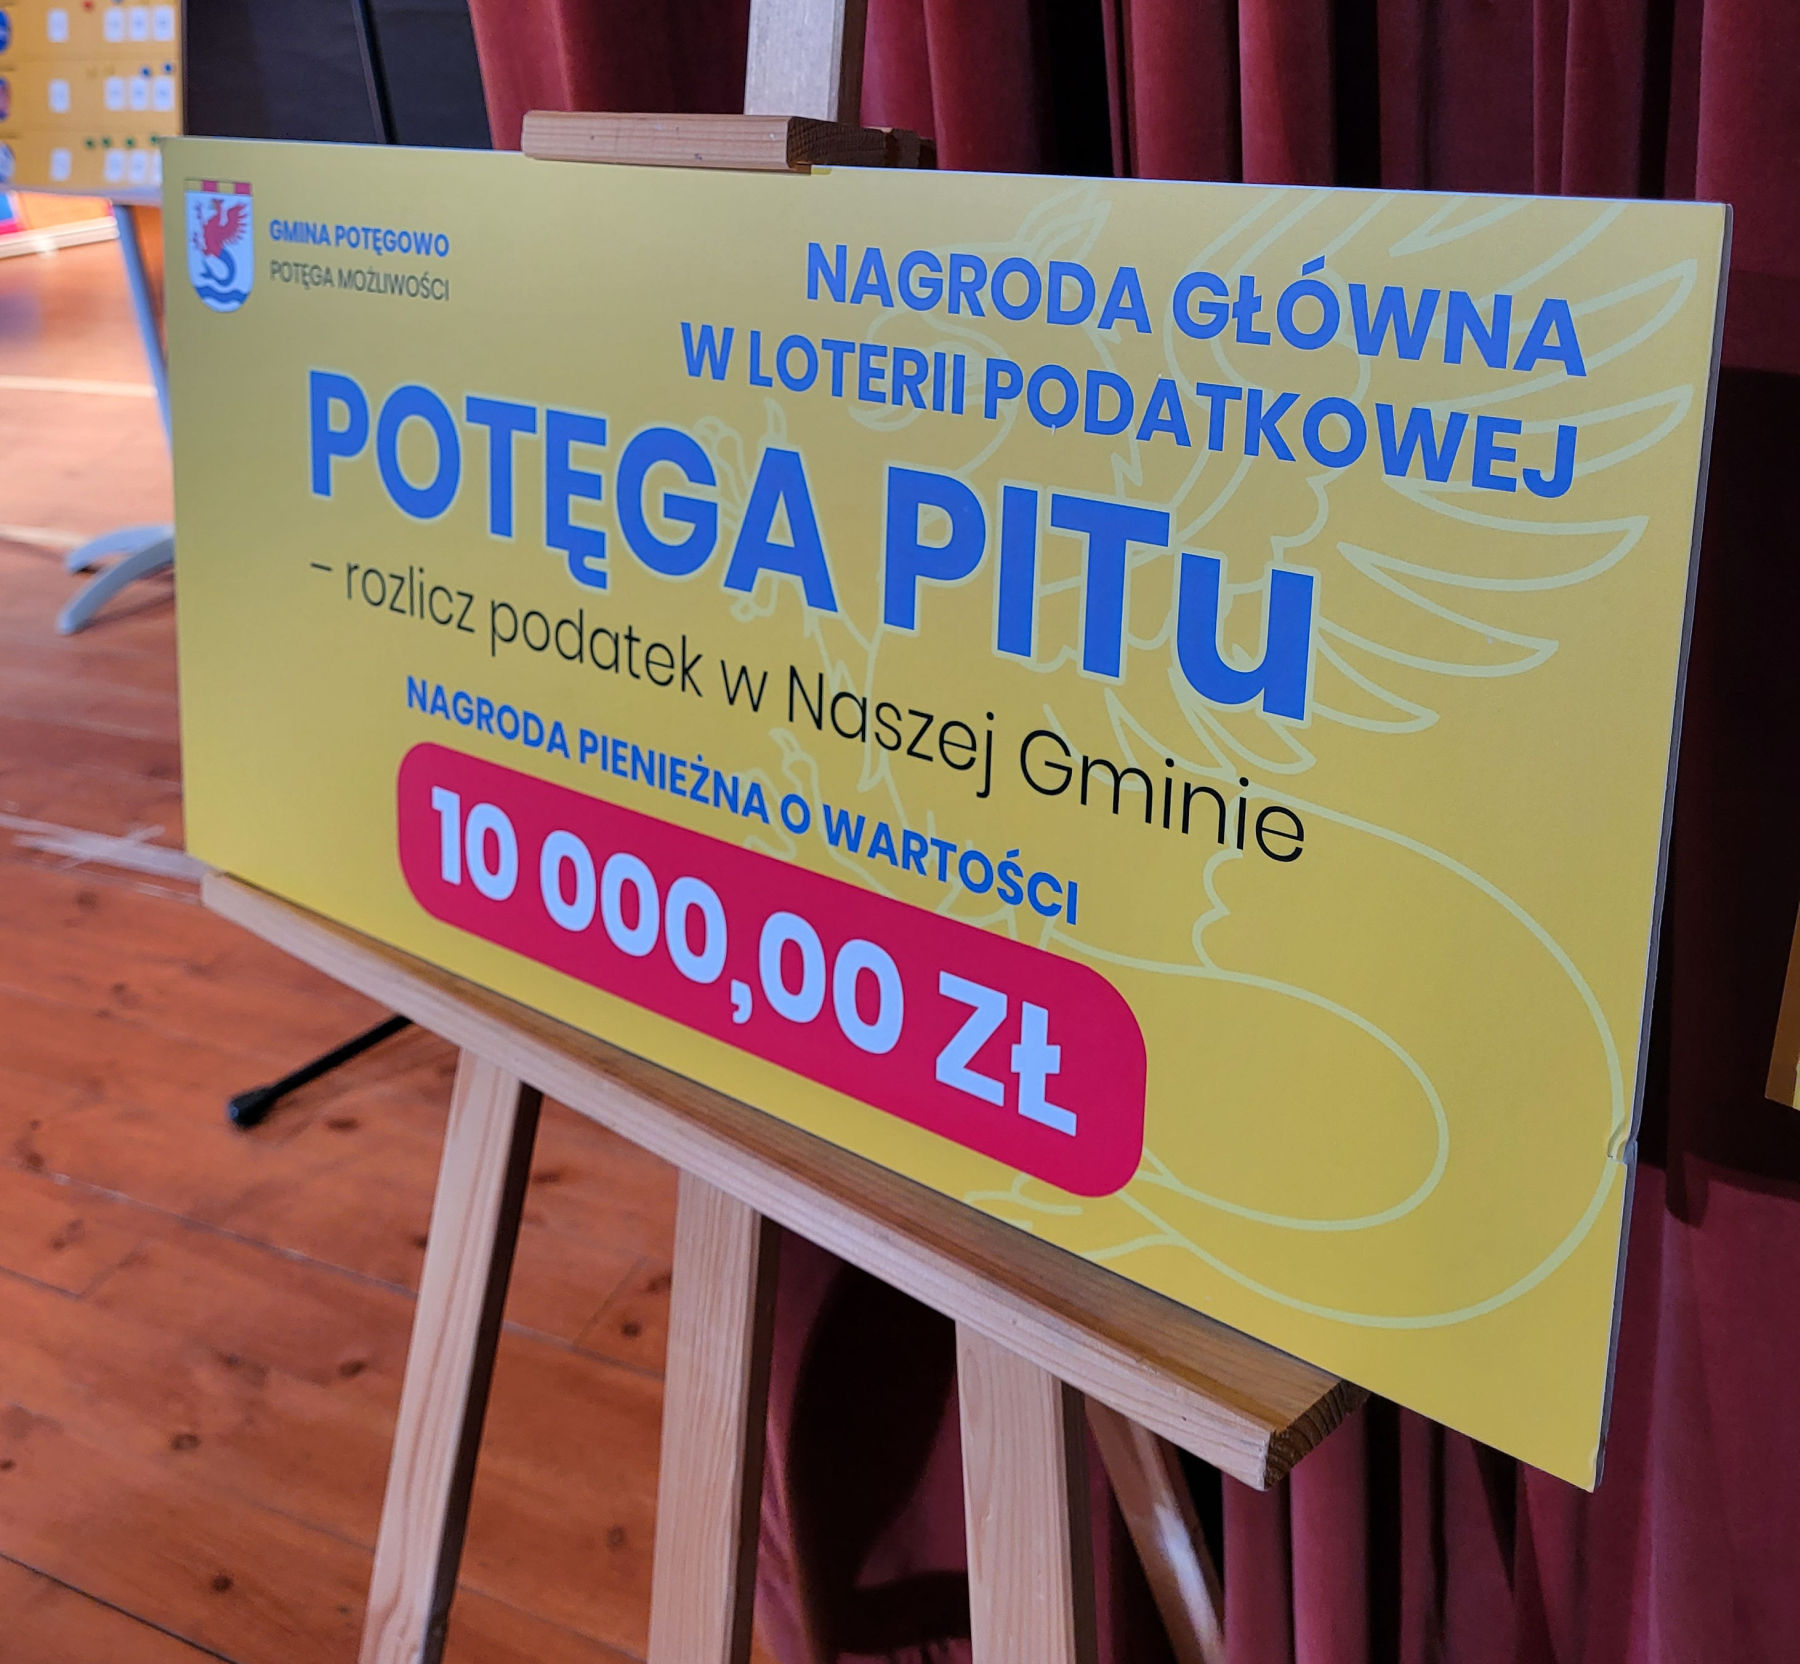 GMINA POTĘGOWO
POTĘGA MOŻLIWOŚCI
NAGRODA GŁÓWNA
W LOTERII PODATKOWEJ
POTĘGA PITu
– rozlicz podatek w Naszej Gminie
NAGRODA PIENIEŻNA O WARTOŚCI
10 000,00 ZŁ